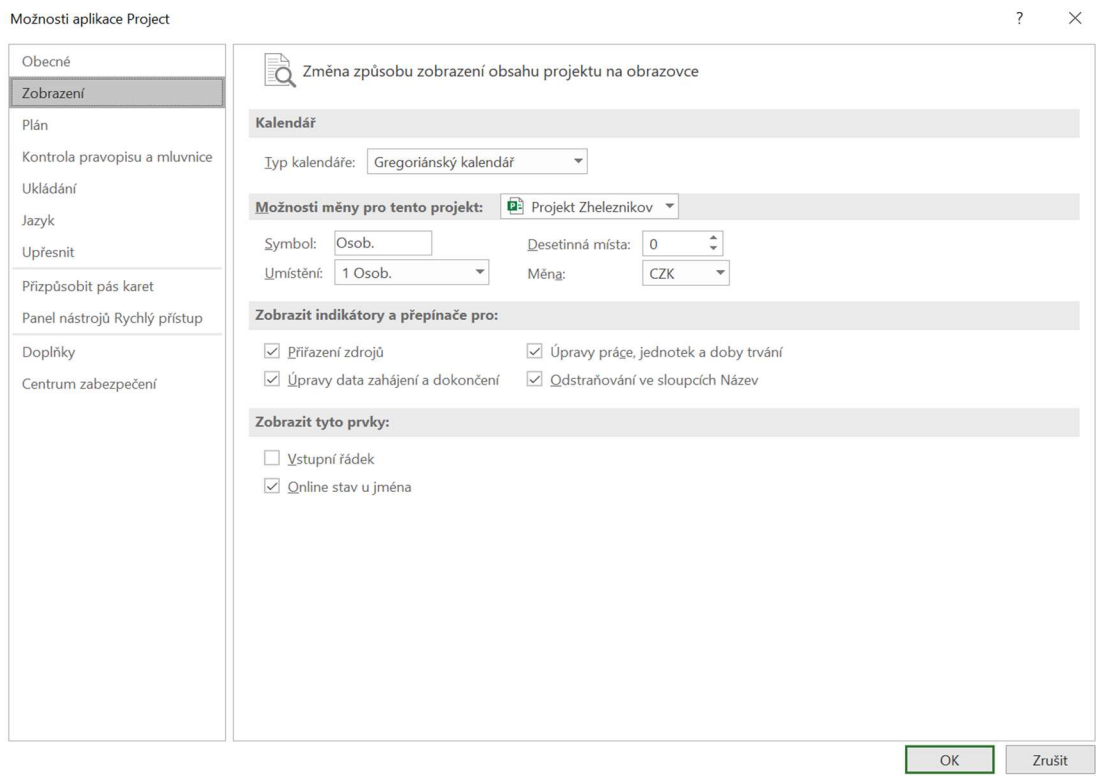 Možnosti aplikace Project
?
Obecné
Zobrazení
Plán
Kontrola pravopisu a mluvnice
Ukládání
Jazyk
Upřesnit
Přizpůsobit pás karet
Panel nástrojů Rychlý přístup
Doplňky
Centrum zabezpečení
Změna způsobu zobrazení obsahu projektu na obrazovce
Kalendář
Typ kalendáře: Gregoriánský kalendář
Možnosti měny pro tento projekt: Projekt Zheleznikov
Symbol: Osob. Desetinná místa: 0
Umístění: 1 Osob. Měna: CZK
Zobrazit indikátory a přepínače pro:
Přiřazení zdrojů Úpravy práce, jednotek a doby trvání
Úpravy data zahájení a dokončení Odstraňování ve sloupcích Název
Zobrazit tyto prvky:
Vstupní řádek
Online stav u jména
OK Zrušit